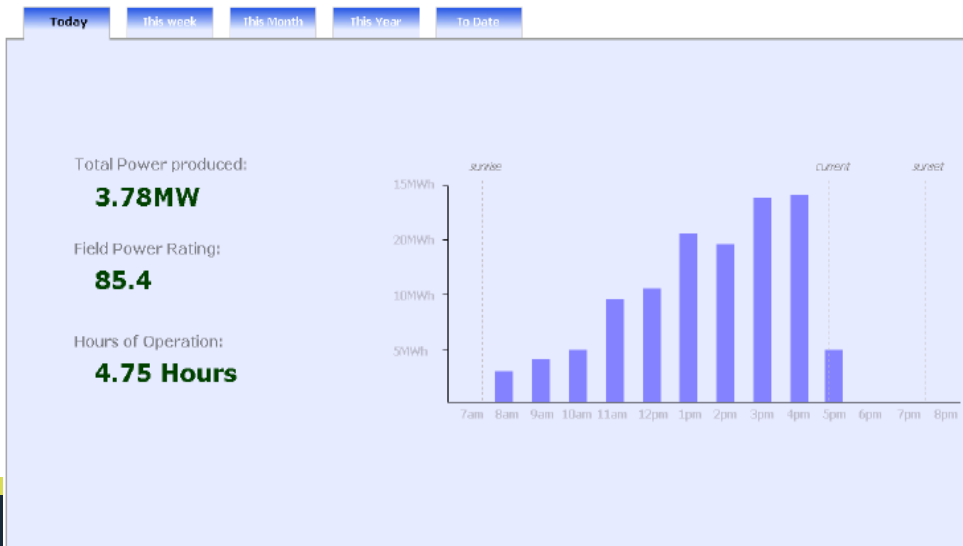 Today This week This Month This Year To Date
Total Power produced:
3.78MW
Field Power Rating:
85.4
Hours of Operation:
4.75 Hours
sunrise current sunset
15MWh
20MWh
10MWh
5MWh
7am 8am 9am 10am 11am 12pm 1pm 2pm 3pm 4pm 5pm 6pm 7pm 8pm